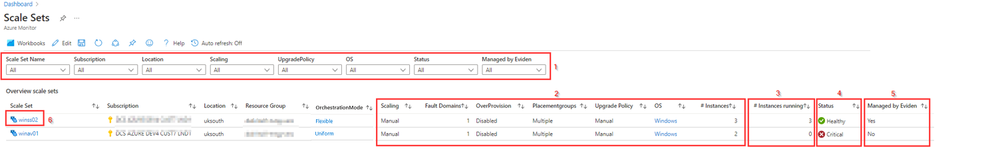 Dashboard >
Scale Sets
Azure Monitor
Workbooks Edit Help Auto refresh: Off
Scale Set Name Subscription Location Scaling UpgradePolicy OS Status Managed by Eviden
All All All All All All All All 1
Overview scale sets 2 3 4 5
Scale Set Subscription Location Resource Group OrchestrationMode Scaling Fault Domains OverProvision Placementgroups Upgrade Policy OS # Instances # Instances running Status Managed by Eviden
winss02 6 uksouth Flexible Manual 1 Disabled Multiple Manual Windows 3 3 Healthy Yes
winav01 DCS AZURE DEV4 CUST7 LND1 uksouth Uniform Manual 1 Disabled Multiple Manual Windows 2 0 Critical No